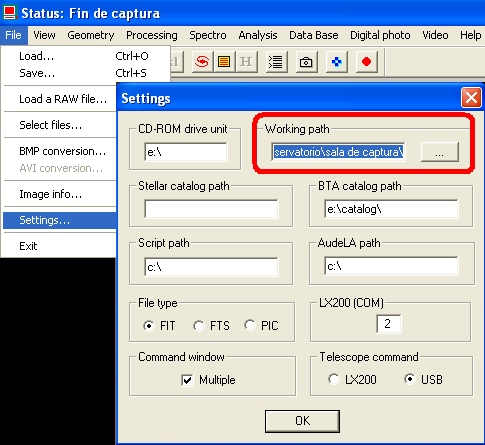 Status: Fin de captura
File View Geometry Processing Spectro Analysis Data Base Digital photo Video Help
Load... Ctrl+O
Save... Ctrl+S
Load a RAW file...
Select files...
BMP conversion...
AVI conversion...
Image info...
Settings...
Exit
Settings
CD-ROM drive unit
e:\
Working path
servatorio\sala de captura\
...
Stellar catalog path
BTA catalog path
e:\catalog\
Script path
c:\
AudeLA path
c:\
File type
FIT FTS PIC
LX200 (COM)
2
Command window
Multiple
Telescope command
LX200 USB
OK